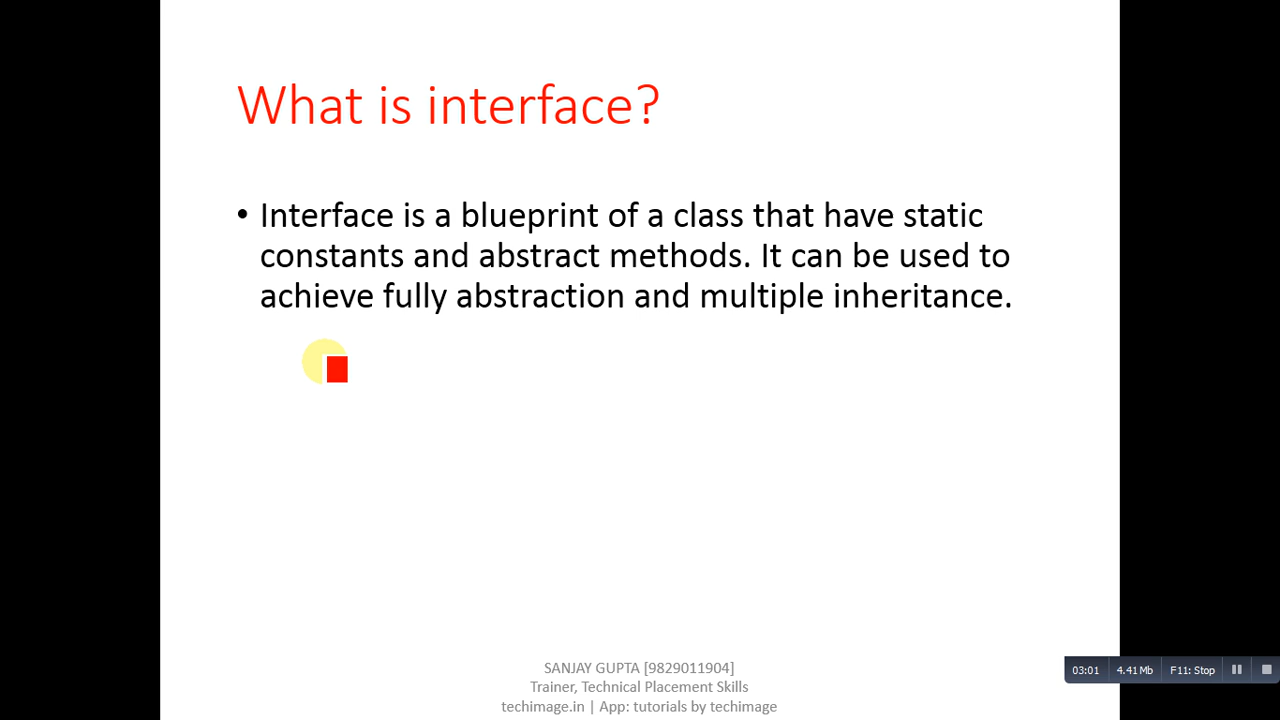 What is interface?
• Interface is a blueprint of a class that have static
constants and abstract methods. It can be used to
achieve fully abstraction and multiple inheritance.
SANJAY GUPTA [9829011904]
Trainer, Technical Placement Skills
techimage.in | App: tutorials by techimage
03:01 4.41 Mb F11: Stop